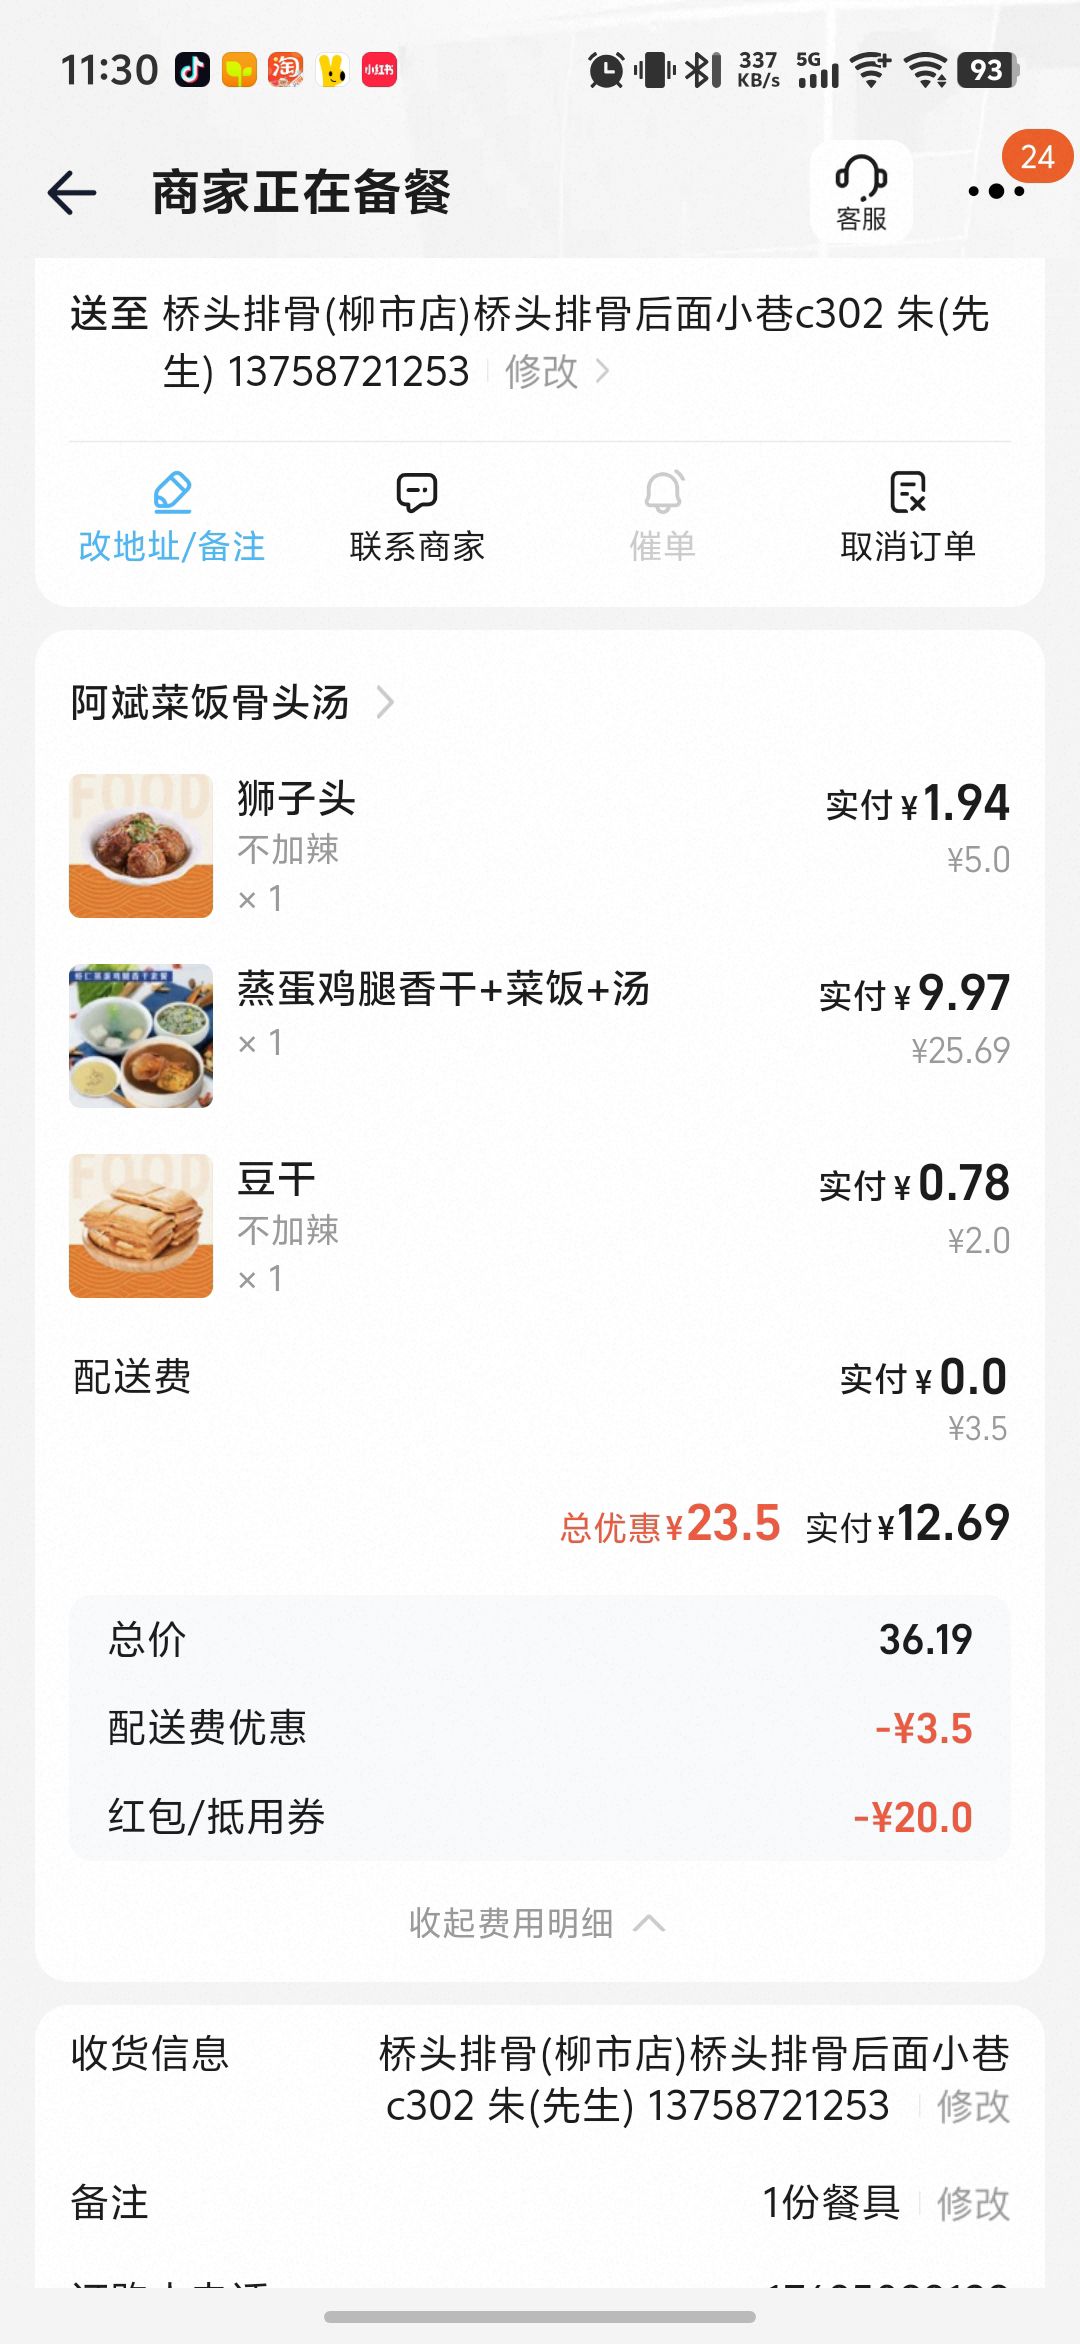 11:30
淘
小红书
337 KB/s
5G
93
商家正在备餐
客服
24
送至 桥头排骨(柳市店)桥头排骨后面小巷c302 朱(先
生) 13758721253 修改
改地址/备注
联系商家
催单
取消订单
阿斌菜饭骨头汤
FOOD
狮子头
实付 ¥1.94
不加辣
¥5.0
× 1
蒸蛋鸡腿香干+菜饭+汤
实付 ¥9.97
× 1
¥25.69
FOOD
豆干
实付 ¥0.78
不加辣
¥2.0
× 1
配送费
实付 ¥0.0
¥3.5
总优惠¥23.5 实付¥12.69
总价 36.19
配送费优惠 -¥3.5
红包/抵用券 -¥20.0
收起费用明细
收货信息 桥头排骨(柳市店)桥头排骨后面小巷
c302 朱(先生) 13758721253 修改
备注 1份餐具 修改